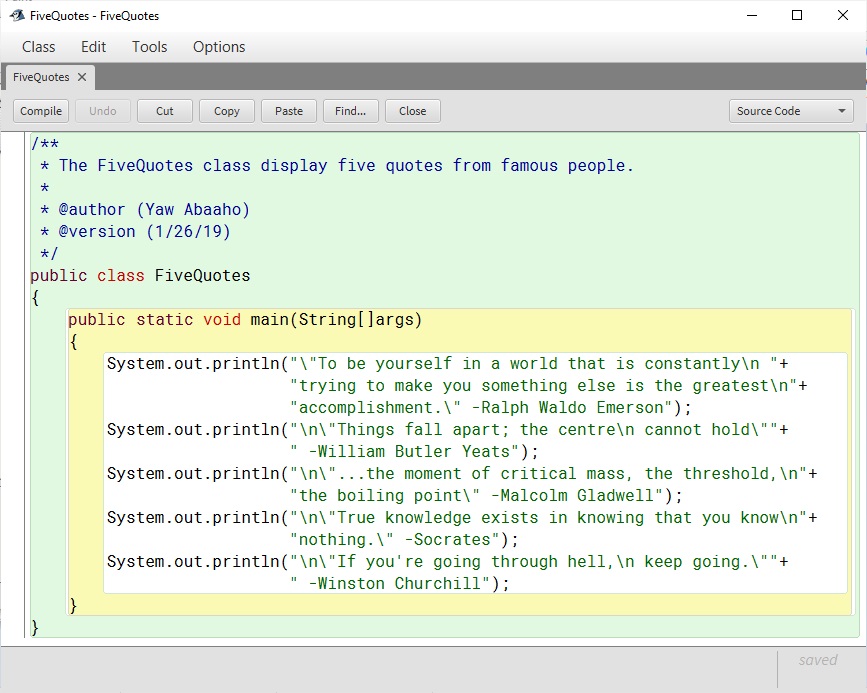 FiveQuotes - FiveQuotes
Class Edit Tools Options
FiveQuotes
Compile Undo Cut Copy Paste Find... Close Source Code
/**
 * The FiveQuotes class display five quotes from famous people.
 *
 * @author (Yaw Abaaho)
 * @version (1/26/19)
 */
public class FiveQuotes
{
    public static void main(String[]args)
    {
        System.out.println("\"To be yourself in a world that is constantly\n "+
                           "trying to make you something else is the greatest\n"+
                           "accomplishment.\" -Ralph Waldo Emerson");
        System.out.println("\n\"Things fall apart; the centre\n cannot hold\""+
                           " -William Butler Yeats");
        System.out.println("\n\"...the moment of critical mass, the threshold,\n"+
                           "the boiling point\" -Malcolm Gladwell");
        System.out.println("\n\"True knowledge exists in knowing that you know\n"+
                           "nothing.\" -Socrates");
        System.out.println("\n\"If you're going through hell,\n keep going.\""+
                           " -Winston Churchill");
    }
}
saved